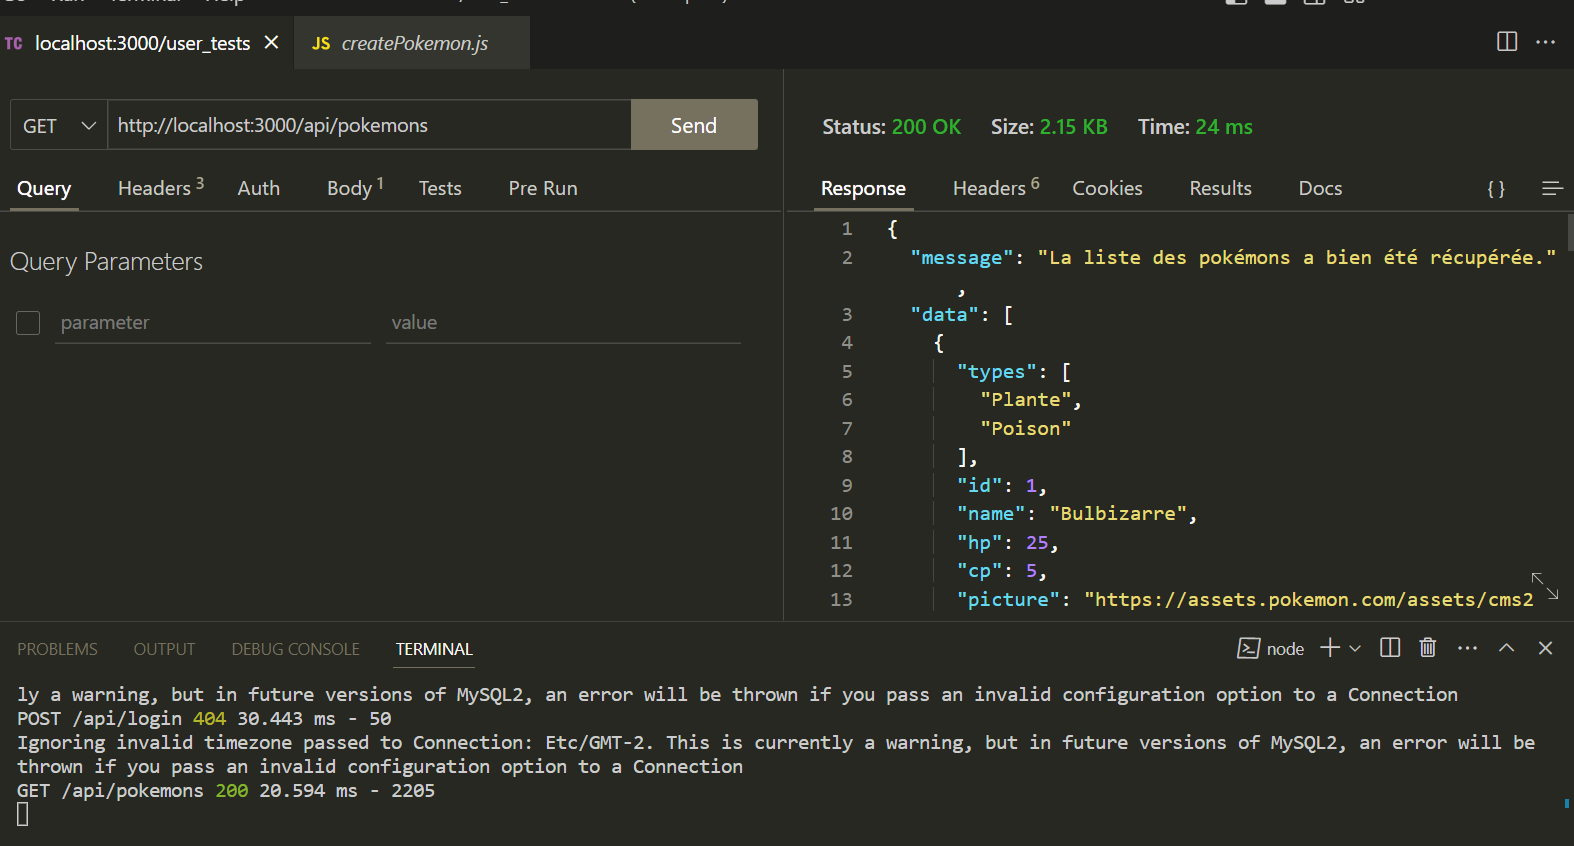 TC localhost:3000/user_tests
JS createPokemon.js
GET http://localhost:3000/api/pokemons Send
Query Headers 3 Auth Body 1 Tests Pre Run
Query Parameters
parameter value
Status: 200 OK Size: 2.15 KB Time: 24 ms
Response Headers 6 Cookies Results Docs { }
1 {
2 "message": "La liste des pokémons a bien été récupérée."
,
3 "data": [
4 {
5 "types": [
6 "Plante",
7 "Poison"
8 ],
9 "id": 1,
10 "name": "Bulbizarre",
11 "hp": 25,
12 "cp": 5,
13 "picture": "https://assets.pokemon.com/assets/cms2
PROBLEMS OUTPUT DEBUG CONSOLE TERMINAL node
ly a warning, but in future versions of MySQL2, an error will be thrown if you pass an invalid configuration option to a Connection
POST /api/login 404 30.443 ms - 50
Ignoring invalid timezone passed to Connection: Etc/GMT-2. This is currently a warning, but in future versions of MySQL2, an error will be
thrown if you pass an invalid configuration option to a Connection
GET /api/pokemons 200 20.594 ms - 2205